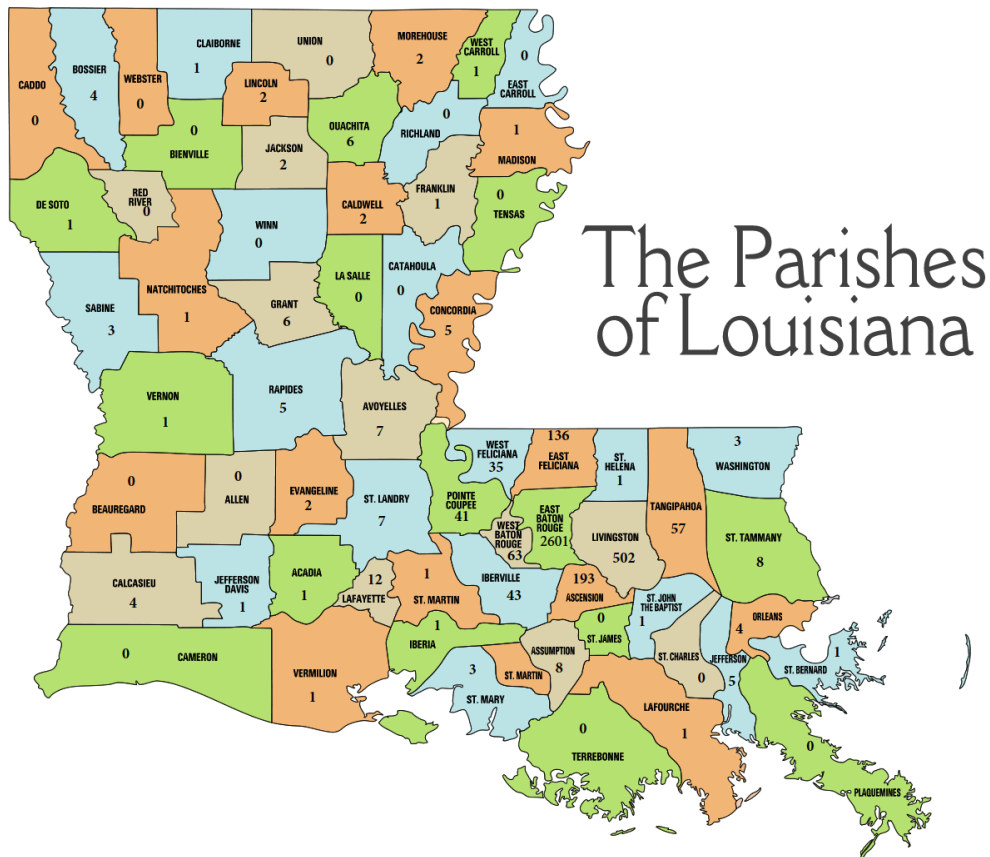 The Parishes
of Louisiana
CADDO
0
BOSSIER
4
WEBSTER
0
CLAIBORNE
1
UNION
0
MOREHOUSE
2
WEST
CARROLL
1
0
EAST
CARROLL
LINCOLN
2
0
BIENVILLE
JACKSON
2
OUACHITA
6
0
RICHLAND
1
MADISON
DE SOTO
1
RED
RIVER
0
WINN
0
CALDWELL
2
FRANKLIN
1
0
TENSAS
NATCHITOCHES
1
SABINE
3
GRANT
6
LA SALLE
0
CATAHOULA
0
CONCORDIA
5
VERNON
1
RAPIDES
5
AVOYELLES
7
0
BEAUREGARD
0
ALLEN
EVANGELINE
2
ST. LANDRY
7
POINTE
COUPEE
41
WEST
FELICIANA
35
136
EAST
FELICIANA
ST.
HELENA
1
TANGIPAHOA
57
3
WASHINGTON
WEST
BATON
ROUGE
63
EAST
BATON
ROUGE
2601
LIVINGSTON
502
ST. TAMMANY
8
CALCASIEU
4
JEFFERSON
DAVIS
1
ACADIA
1
12
LAFAYETTE
1
ST. MARTIN
IBERVILLE
43
193
ASCENSION
ST. JOHN
THE BAPTIST
1
0
CAMERON
VERMILION
1
1
IBERIA
3
ST. MARY
ST. MARTIN
ASSUMPTION
8
0
ST. JAMES
ST. CHARLES
0
JEFFERSON
5
ORLEANS
4
1
ST. BERNARD
LAFOURCHE
1
0
TERREBONNE
0
PLAQUEMINES